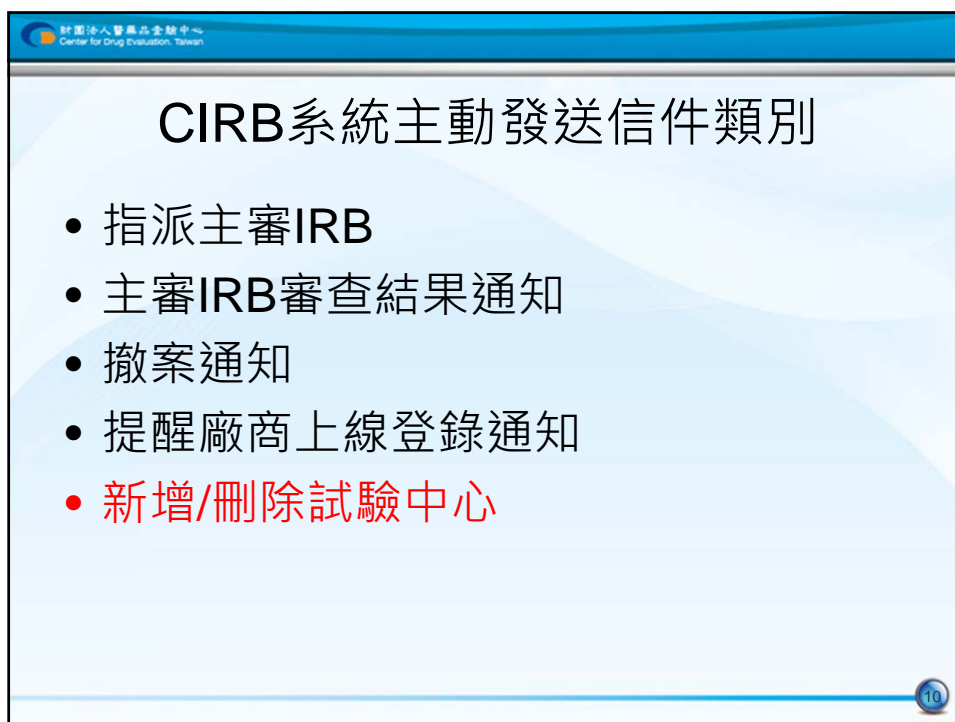 財團法人醫藥品查驗中心
Center for Drug Evaluation, Taiwan
CIRB系統主動發送信件類別
• 指派主審IRB
• 主審IRB審查結果通知
• 撤案通知
• 提醒廠商上線登錄通知
• 新增/刪除試驗中心
10